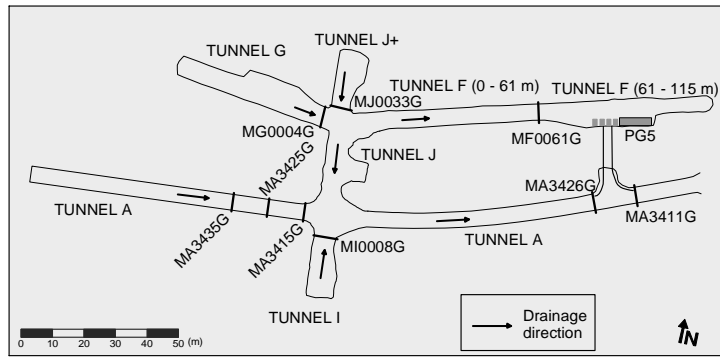 TUNNEL J+
TUNNEL G
TUNNEL F (0 - 61 m)
TUNNEL F (61 - 115 m)
MJ0033G
MG0004G
MF0061G
PG5
TUNNEL J
MA3425G
MA3426G
MA3411G
TUNNEL A
MA3435G
MA3415G
MI0008G
TUNNEL A
TUNNEL I
Drainage
direction
0 10 20 30 40 50 (m)
N